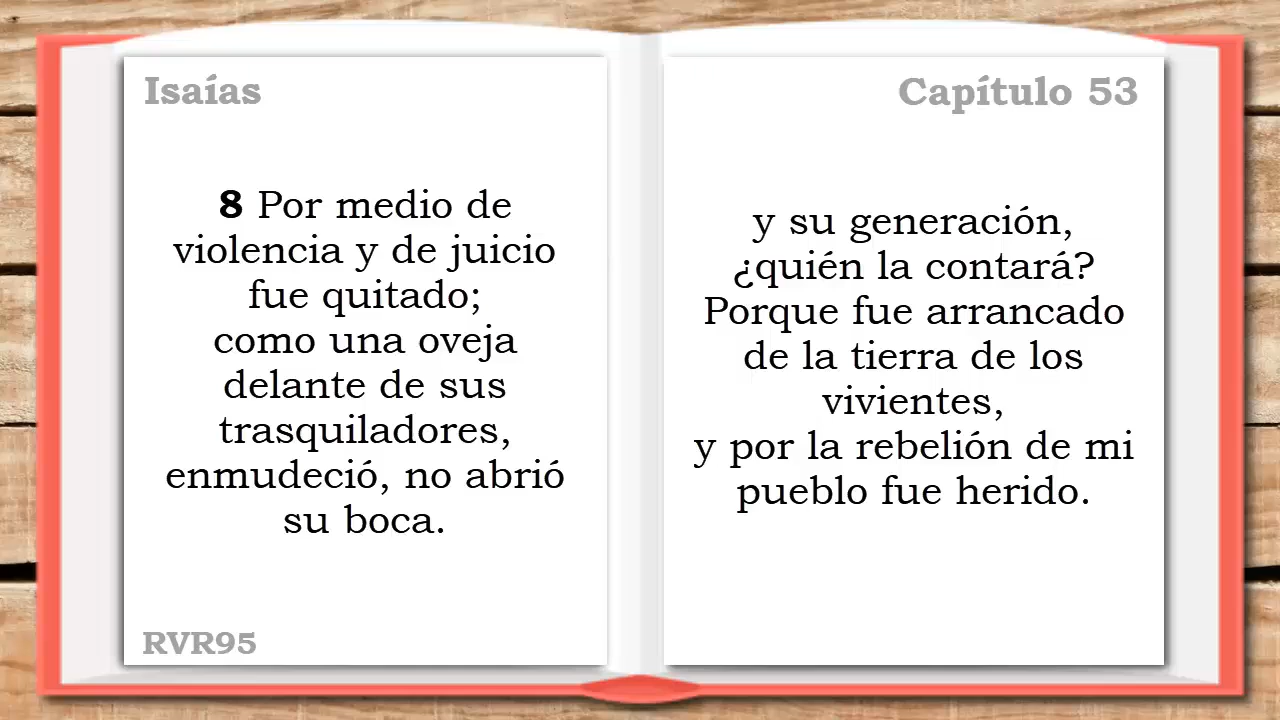 Isaías
8 Por medio de
violencia y de juicio
fue quitado;
como una oveja
delante de sus
trasquiladores,
enmudeció, no abrió
su boca.
RVR95
Capítulo 53
y su generación,
¿quién la contará?
Porque fue arrancado
de la tierra de los
vivientes,
y por la rebelión de mi
pueblo fue herido.